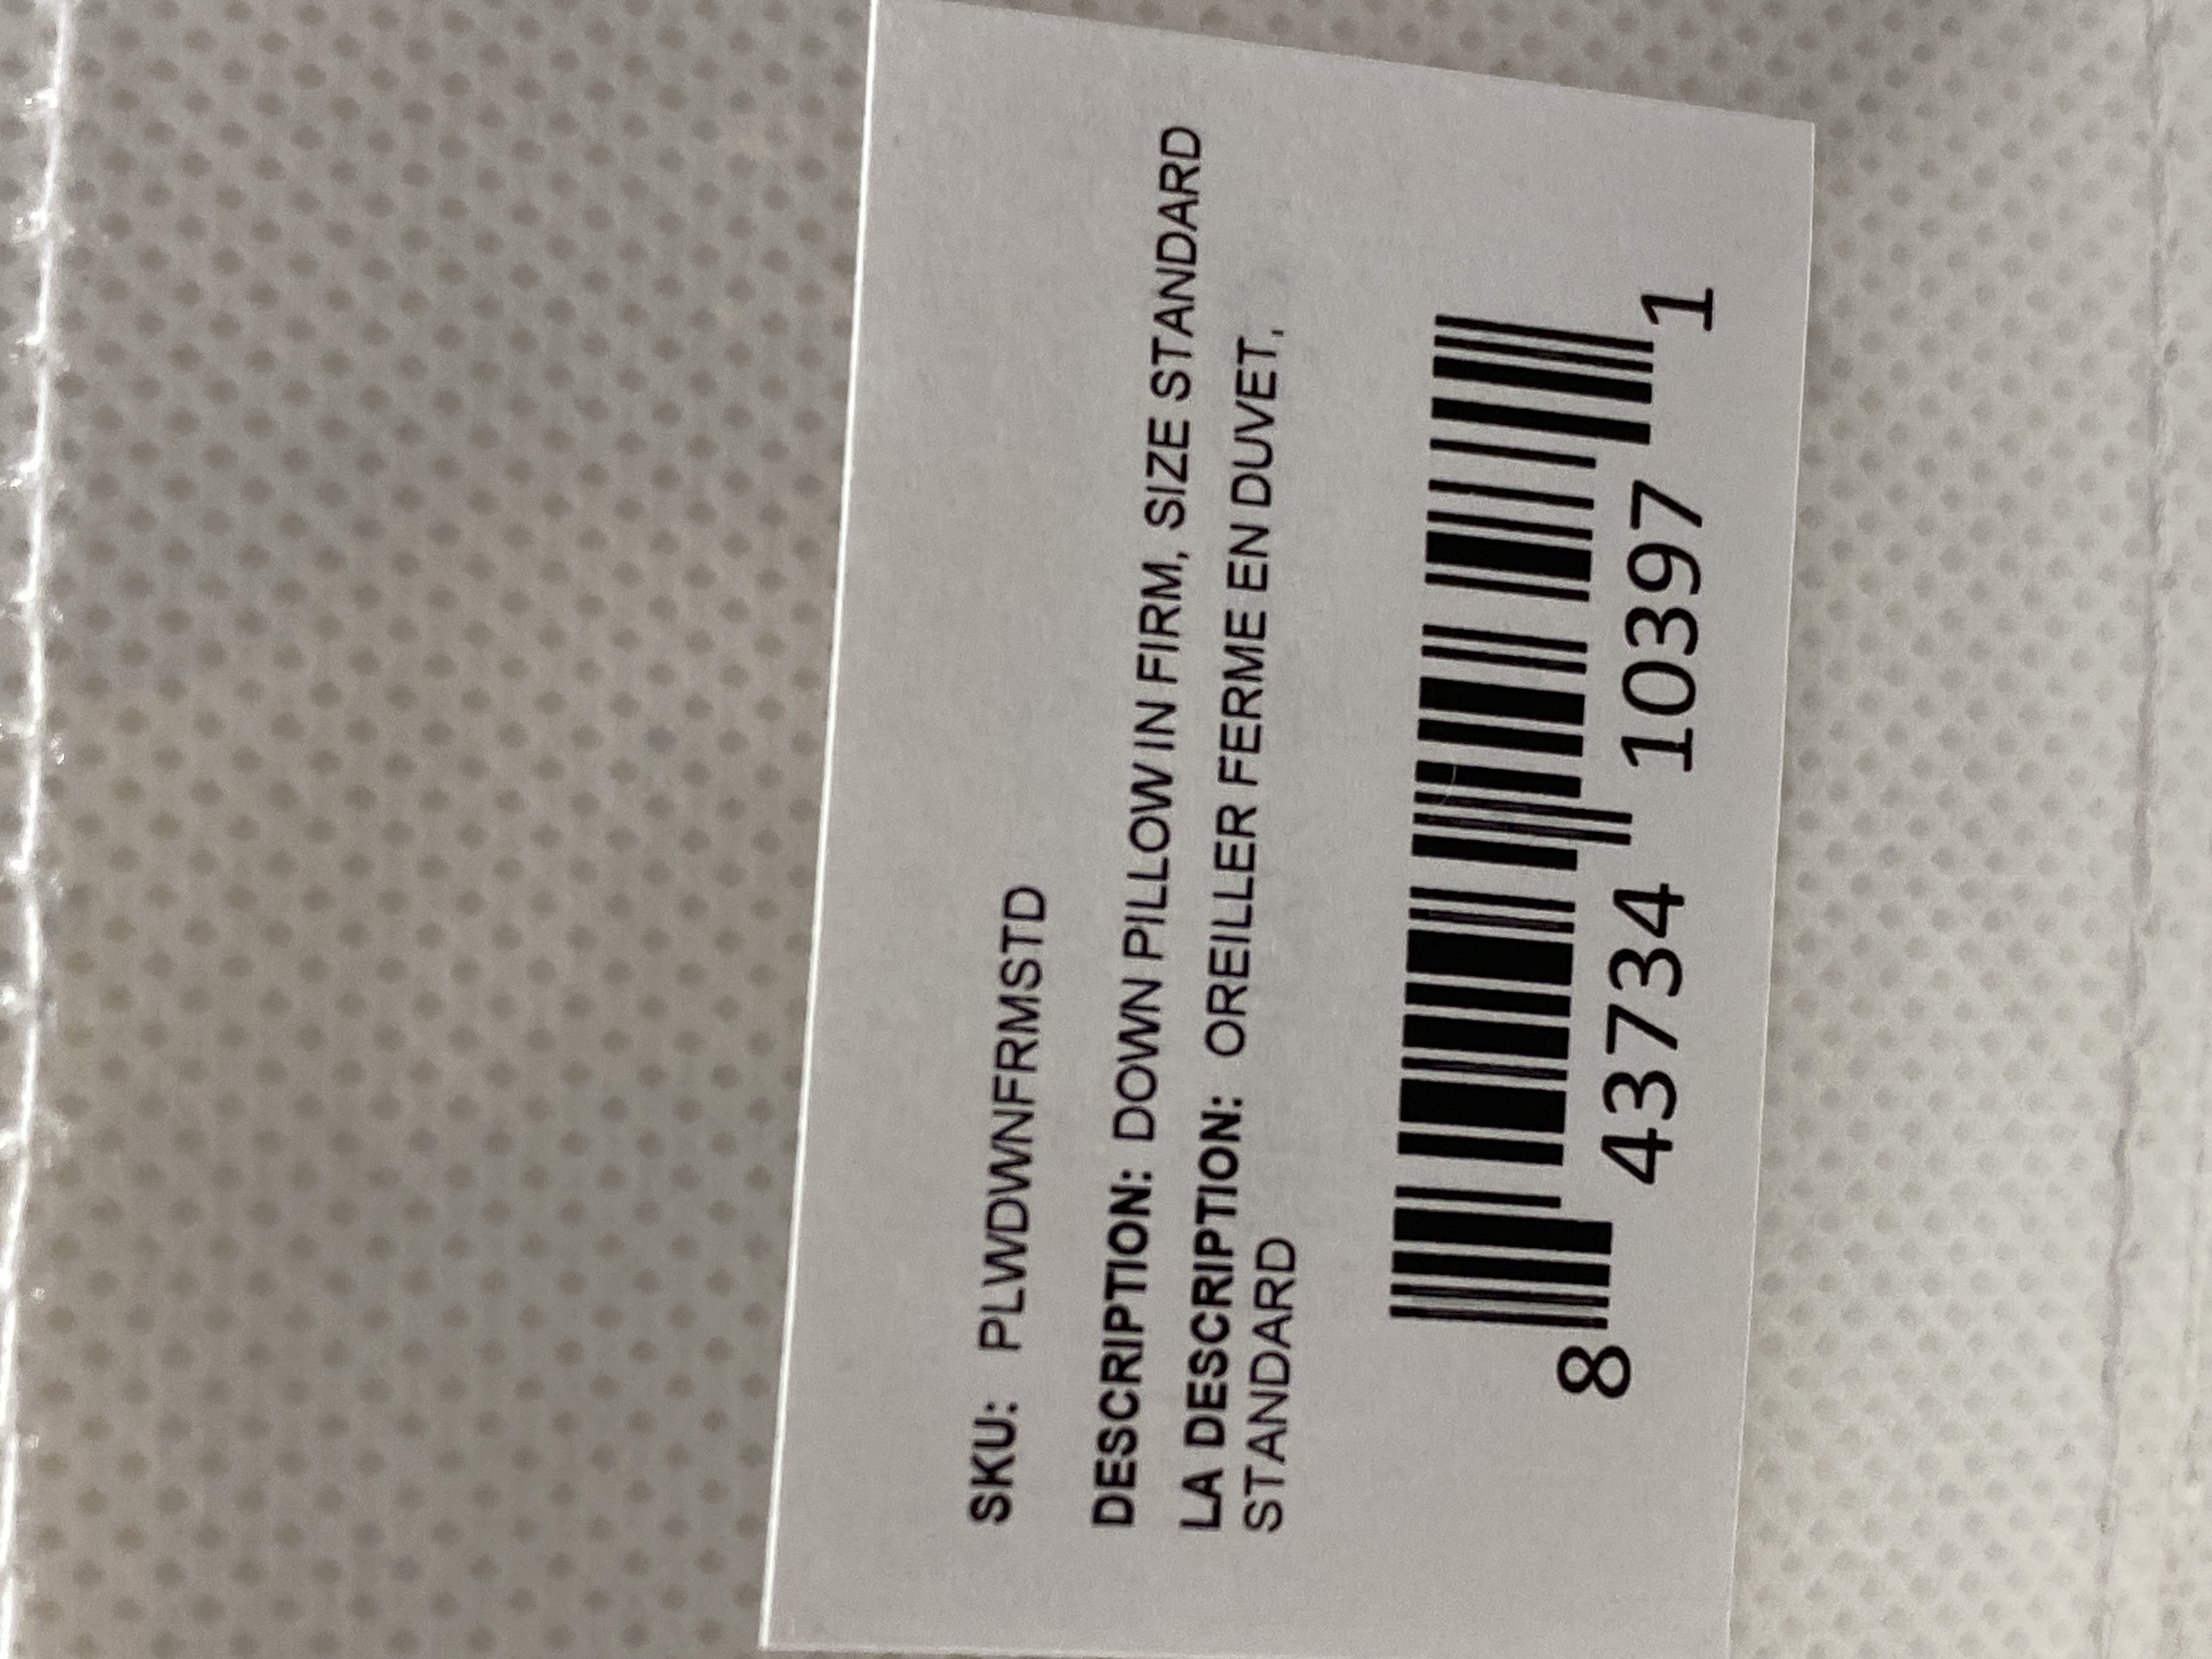 SKU: PLWDWNFRMSTD
DESCRIPTION: DOWN PILLOW IN FIRM, SIZE STANDARD
LA DESCRIPTION: OREILLER FERME EN DUVET,
STANDARD
8 43734 10397 1